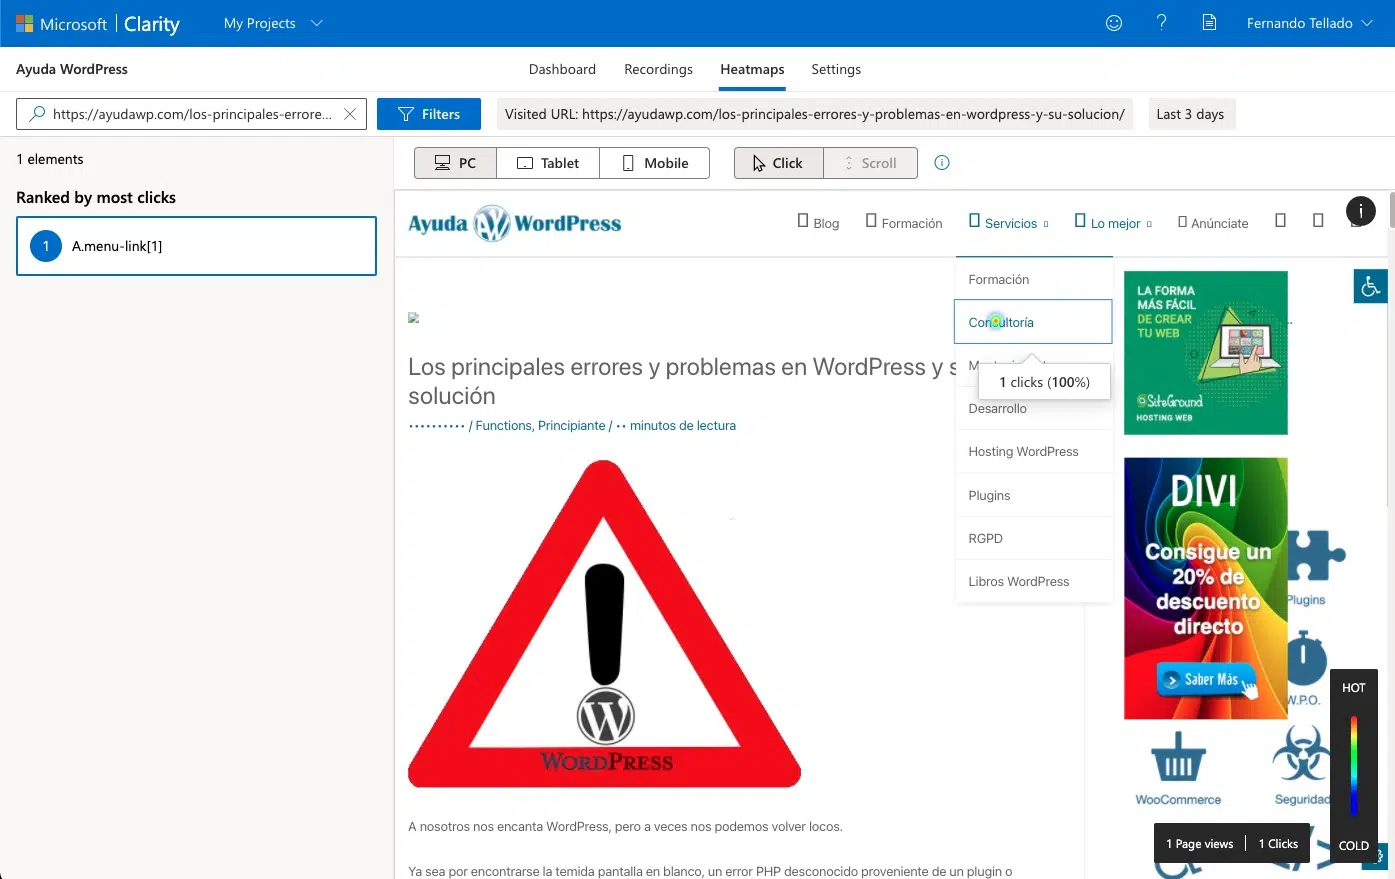 Microsoft | Clarity
My Projects
Fernando Tellado
Ayuda WordPress
Dashboard
Recordings
Heatmaps
Settings
https://ayudawp.com/los-principales-errore...
Filters
Visited URL: https://ayudawp.com/los-principales-errores-y-problemas-en-wordpress-y-su-solucion/
Last 3 days
1 elements
Ranked by most clicks
1 A.menu-link[1]
PC
Tablet
Mobile
Click
Scroll
Ayuda WordPress
Blog
Formación
Servicios
Lo mejor
Anúnciate
Formación
Consultoría
1 clicks (100%)
Desarrollo
Hosting WordPress
Plugins
RGPD
Libros WordPress
Los principales errores y problemas en WordPress y s
solución
•••••••••• / Functions, Principiante / •• minutos de lectura
WORDPRESS
A nosotros nos encanta WordPress, pero a veces nos podemos volver locos.
Ya sea por encontrarse la temida pantalla en blanco, un error PHP desconocido proveniente de un plugin o
LA FORMA
MÁS FÁCIL
DE CREAR
TU WEB
SiteGround
HOSTING WEB
DIVI
Consigue un
20% de
descuento
directo
Saber Más
Plugins
W.P.O.
WooCommerce
Seguridad
HOT
COLD
1 Page views | 1 Clicks